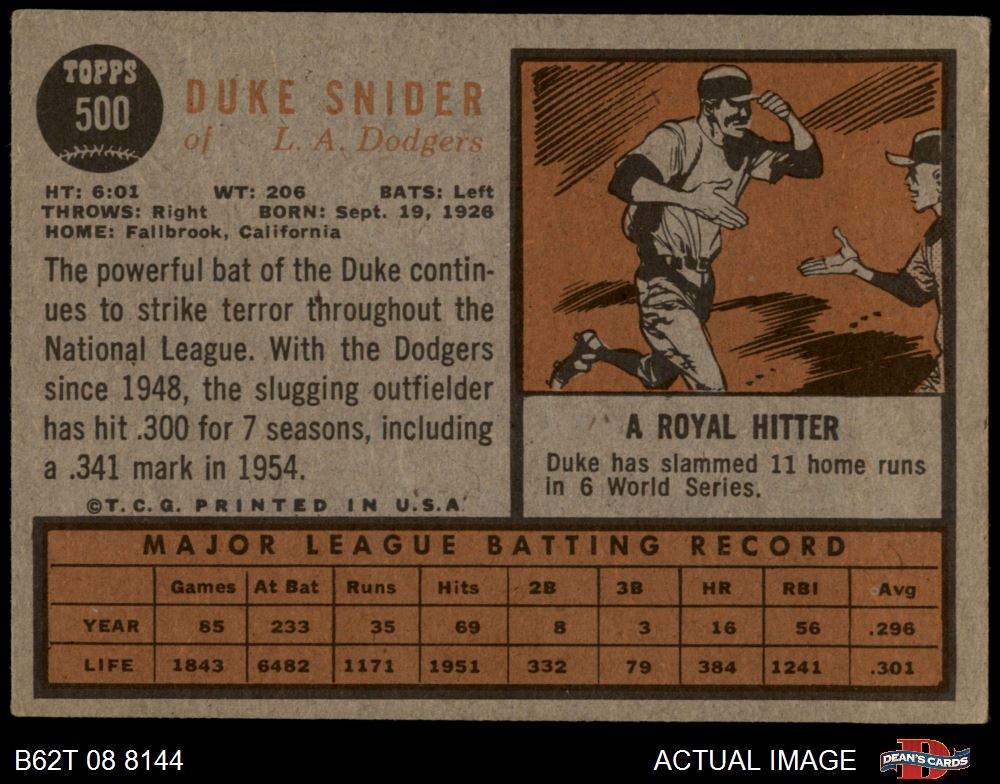 TOPPS
500
DUKE SNIDER
of L. A. Dodgers
HT: 6:01 WT: 206 BATS: Left
THROWS: Right BORN: Sept. 19, 1926
HOME: Fallbrook, California
The powerful bat of the Duke contin-
ues to strike terror throughout the
National League. With the Dodgers
since 1948, the slugging outfielder
has hit .300 for 7 seasons, including
a .341 mark in 1954.
©T.C.G. PRINTED IN U.S.A.
A ROYAL HITTER
Duke has slammed 11 home runs
in 6 World Series.
MAJOR LEAGUE BATTING RECORD
Games At Bat Runs Hits 2B 3B HR RBI Avg
YEAR 85 233 35 69 8 3 16 56 .296
LIFE 1843 6482 1171 1951 332 79 384 1241 .301
B62T 08 8144
ACTUAL IMAGE
D
DEAN'S CARDS